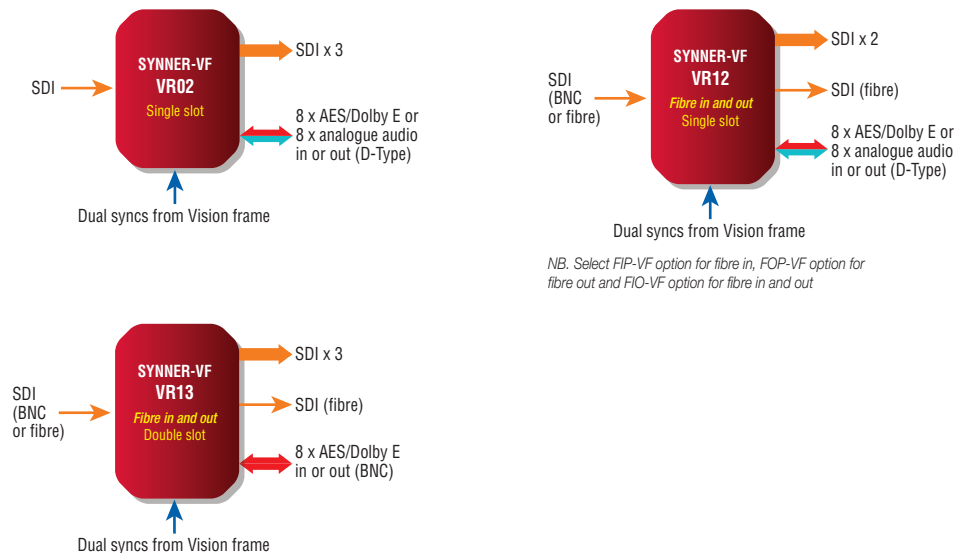 SYNNER-VF
VR02
Single slot
SDI
SDI x 3
8 x AES/Dolby E or
8 x analogue audio
in or out (D-Type)
Dual syncs from Vision frame
SYNNER-VF
VR12
Fibre in and out
Single slot
SDI
(BNC
or fibre)
SDI x 2
SDI (fibre)
8 x AES/Dolby E or
8 x analogue audio
in or out (D-Type)
Dual syncs from Vision frame
NB. Select FIP-VF option for fibre in, FOP-VF option for
fibre out and FIO-VF option for fibre in and out
SYNNER-VF
VR13
Fibre in and out
Double slot
SDI
(BNC
or fibre)
SDI x 3
SDI (fibre)
8 x AES/Dolby E
in or out (BNC)
Dual syncs from Vision frame